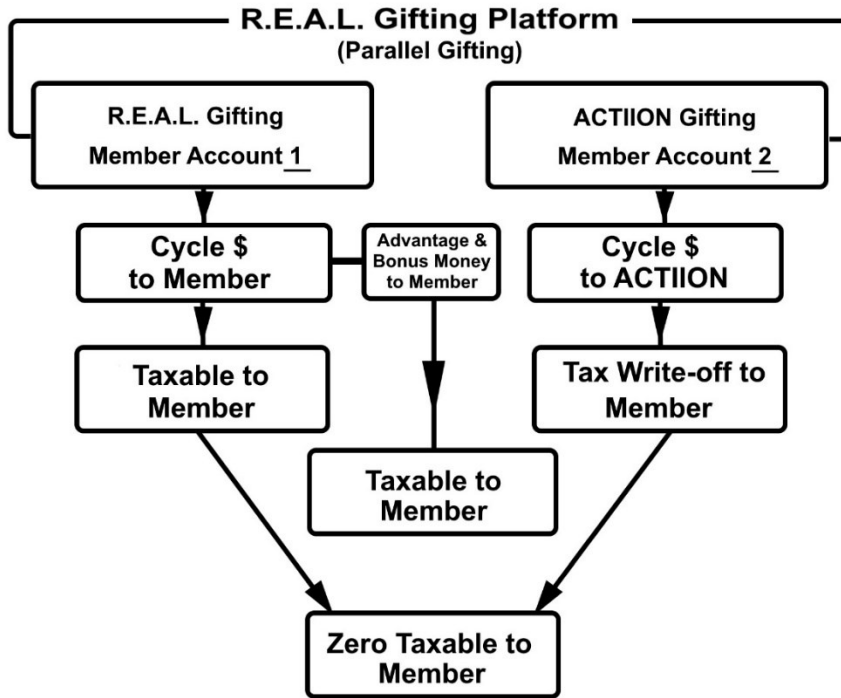 R.E.A.L. Gifting Platform
(Parallel Gifting)
R.E.A.L. Gifting
Member Account 1
ACTIION Gifting
Member Account 2
Cycle $
to Member
Advantage &
Bonus Money
to Member
Cycle $
to ACTIION
Taxable to
Member
Tax Write-off to
Member
Taxable to
Member
Zero Taxable to
Member